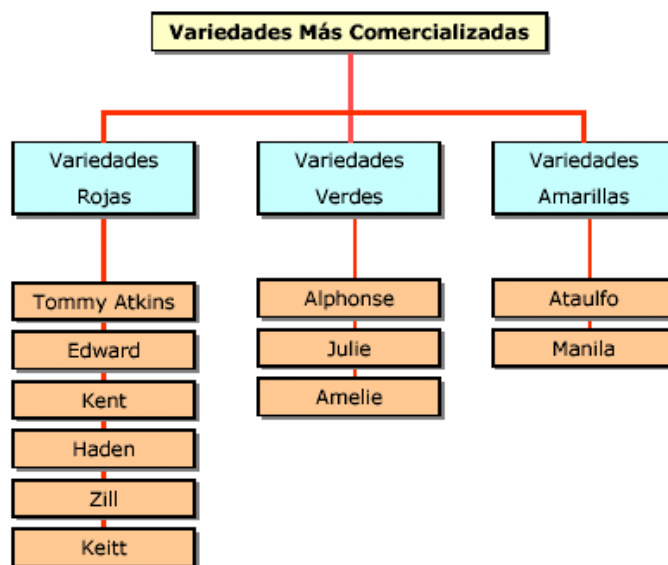 Variedades Más Comercializadas
Variedades
Rojas
Tommy Atkins
Edward
Kent
Haden
Zill
Keitt
Variedades
Verdes
Alphonse
Julie
Amelie
Variedades
Amarillas
Ataulfo
Manila